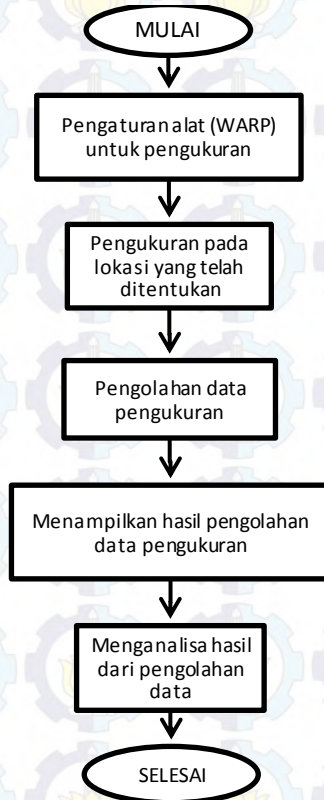 MULAI
Pengaturan alat (WARP)
untuk pengukuran
Pengukuran pada
lokasi yang telah
ditentukan
Pengolahan data
pengukuran
Menampilkan hasil pengolahan
data pengukuran
Menganalisa hasil
dari pengolahan
data
SELESAI